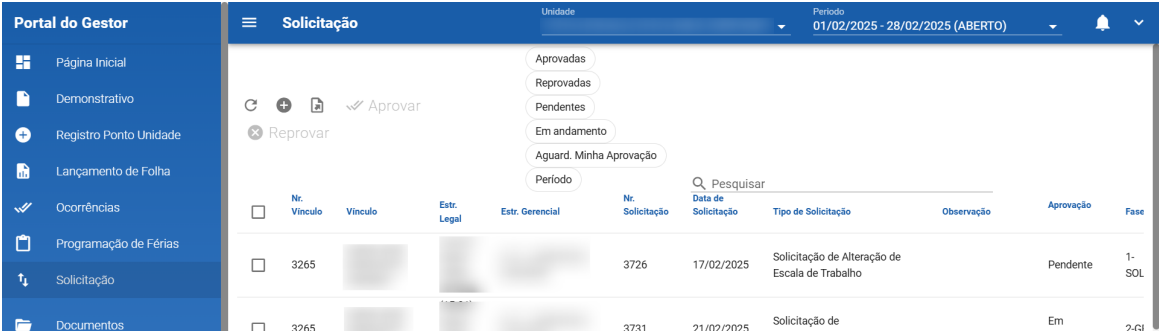 Portal do Gestor
Solicitação
Unidade
Periodo
01/02/2025 - 28/02/2025 (ABERTO)
Página Inicial
Demonstrativo
Registro Ponto Unidade
Lançamento de Folha
Ocorrências
Programação de Férias
Solicitação
Documentos
Aprovar
Reprovar
Aprovadas
Reprovadas
Pendentes
Em andamento
Aguard. Minha Aprovação
Período
Pesquisar
Nr.
Vínculo
Vínculo
Estr.
Legal
Estr. Gerencial
Nr.
Solicitação
Data de
Solicitação
Tipo de Solicitação
Observação
Aprovação
Fase
3265
3726
17/02/2025
Solicitação de Alteração de
Escala de Trabalho
Pendente
1-
SOL
3265
3731
21/02/2025
Solicitação de
Em